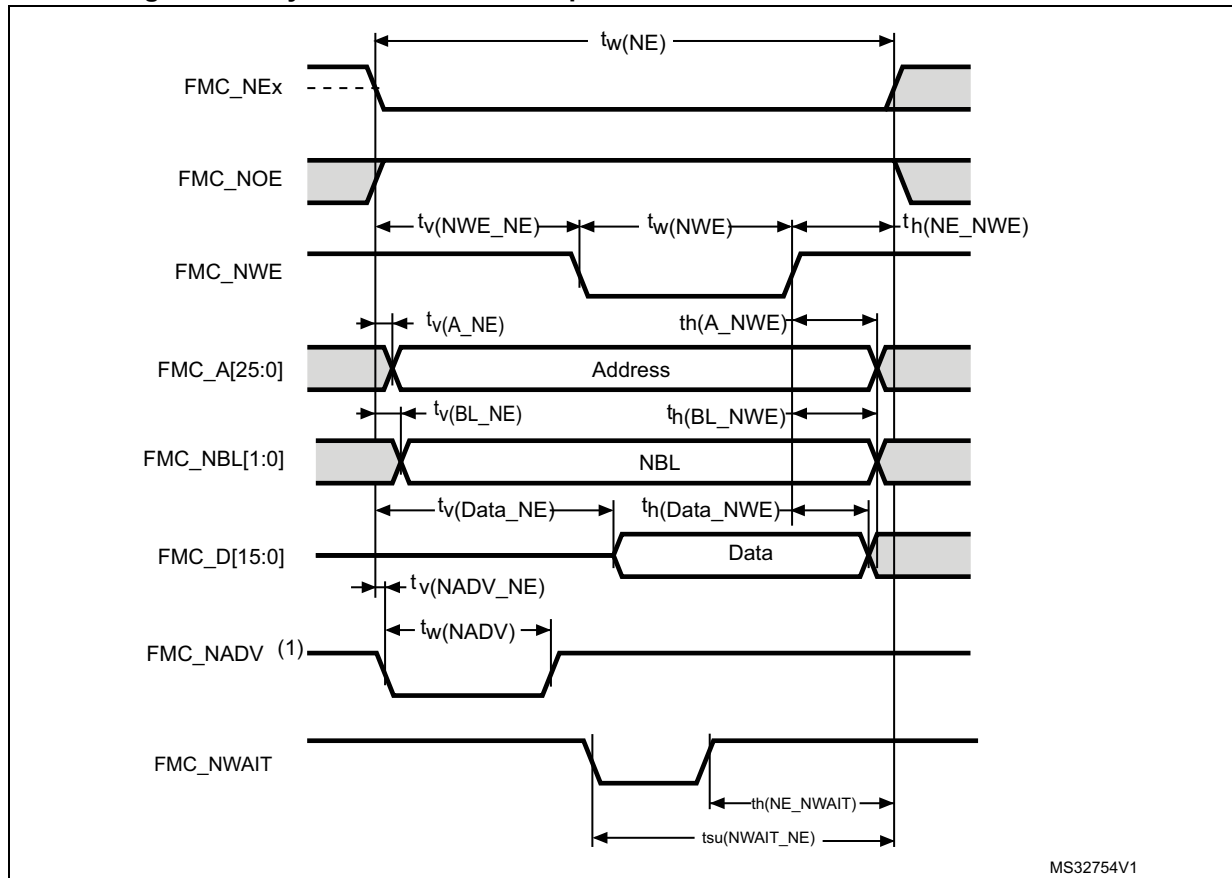 tw(NE)
FMC_NEx
FMC_NOE
tv(NWE_NE) tw(NWE) th(NE_NWE)
FMC_NWE
tv(A_NE) th(A_NWE)
FMC_A[25:0] Address
tv(BL_NE) th(BL_NWE)
FMC_NBL[1:0] NBL
tv(Data_NE) th(Data_NWE)
FMC_D[15:0] Data
tv(NADV_NE)
tw(NADV)
FMC_NADV (1)
FMC_NWAIT
th(NE_NWAIT)
tsu(NWAIT_NE)
MS32754V1